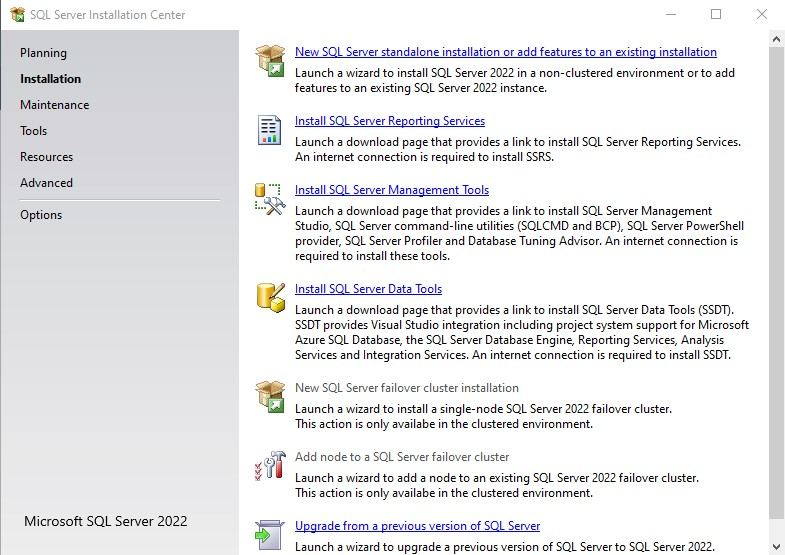 SQL Server Installation Center
Planning
Installation
Maintenance
Tools
Resources
Advanced
Options
Microsoft SQL Server 2022
New SQL Server standalone installation or add features to an existing installation
Launch a wizard to install SQL Server 2022 in a non-clustered environment or to add
features to an existing SQL Server 2022 instance.
Install SQL Server Reporting Services
Launch a download page that provides a link to install SQL Server Reporting Services.
An internet connection is required to install SSRS.
Install SQL Server Management Tools
Launch a download page that provides a link to install SQL Server Management
Studio, SQL Server command-line utilities (SQLCMD and BCP), SQL Server PowerShell
provider, SQL Server Profiler and Database Tuning Advisor. An internet connection is
required to install these tools.
Install SQL Server Data Tools
Launch a download page that provides a link to install SQL Server Data Tools (SSDT).
SSDT provides Visual Studio integration including project system support for Microsoft
Azure SQL Database, the SQL Server Database Engine, Reporting Services, Analysis
Services and Integration Services. An internet connection is required to install SSDT.
New SQL Server failover cluster installation
Launch a wizard to install a single-node SQL Server 2022 failover cluster.
This action is only availabe in the clustered environment.
Add node to a SQL Server failover cluster
Launch a wizard to add a node to an existing SQL Server 2022 failover cluster.
This action is only availabe in the clustered environment.
Upgrade from a previous version of SQL Server
Launch a wizard to upgrade a previous version of SQL Server to SQL Server 2022.